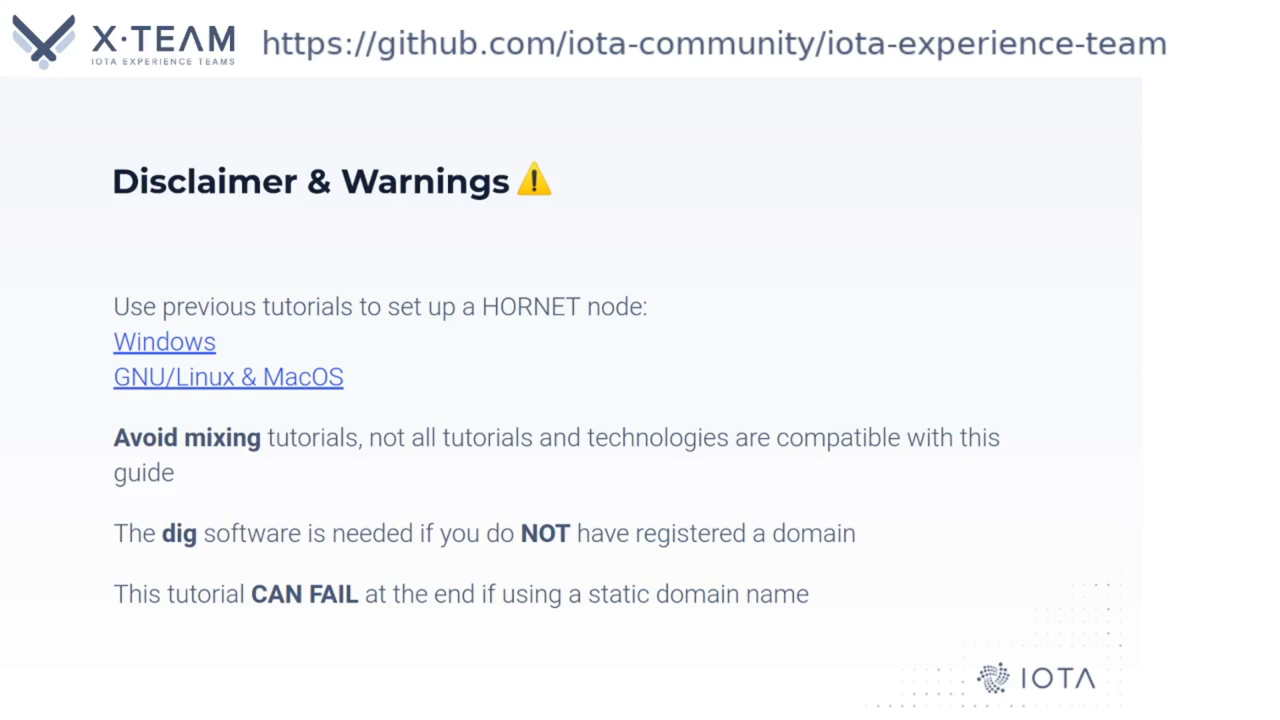 X·TEAM
IOTA EXPERIENCE TEAMS
https://github.com/iota-community/iota-experience-team
Disclaimer & Warnings ⚠️
Use previous tutorials to set up a HORNET node:
Windows
GNU/Linux & MacOS
Avoid mixing tutorials, not all tutorials and technologies are compatible with this
guide
The dig software is needed if you do NOT have registered a domain
This tutorial CAN FAIL at the end if using a static domain name
IOTA